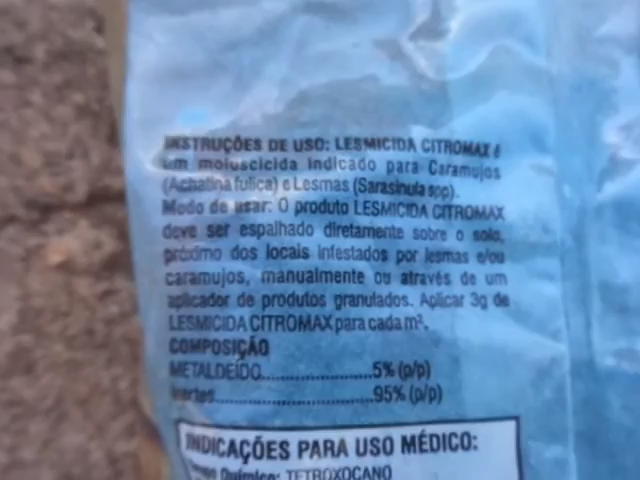 INSTRUÇÕES DE USO: LESMICIDA CITROMAX é
um moluscicida indicado para Caramujos
(Achatina fulica) e Lesmas (Sarasinula spp).
Modo de usar: O produto LESMICIDA CITROMAX
deve ser espalhado diretamente sobre o solo,
próximo dos locais infestados por lesmas e/ou
caramujos, manualmente ou através de um
aplicador de produtos granulados. Aplicar 3g de
LESMICIDA CITROMAX para cada m².
COMPOSIÇÃO
METALDEÍDO......................5% (p/p)
Inertes..............................95% (p/p)
INDICAÇÕES PARA USO MÉDICO:
Grupo Químico: TETROXOCANO